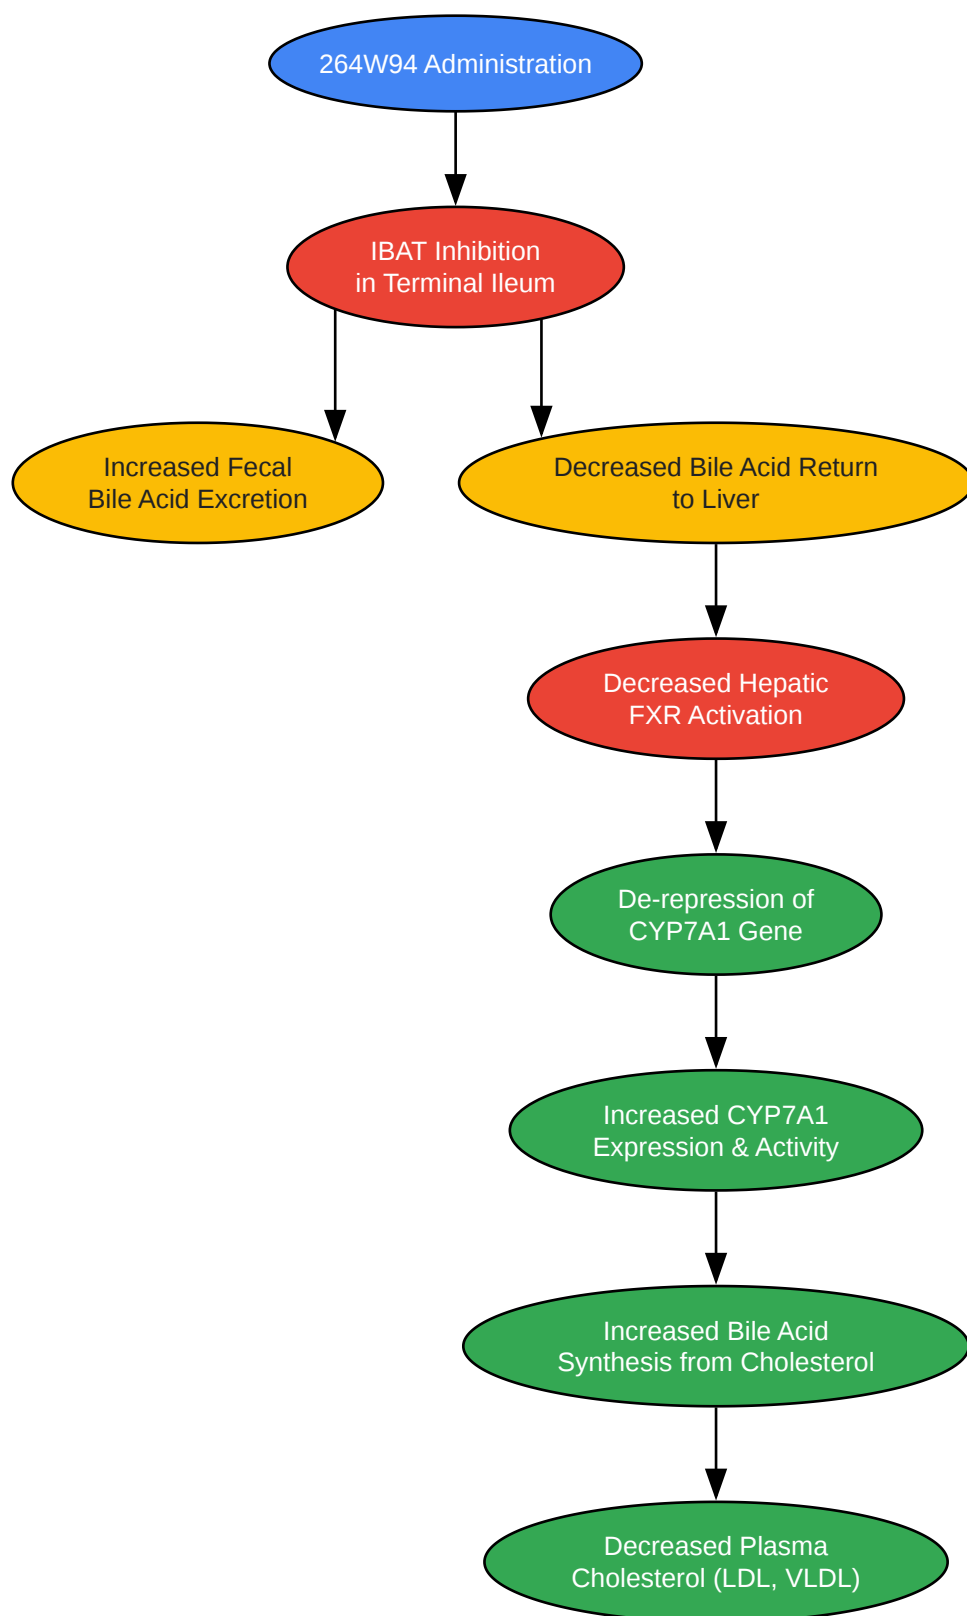 264W94 Administration
IBAT Inhibition
in Terminal Ileum
Increased Fecal
Bile Acid Excretion
Decreased Bile Acid Return
to Liver
Decreased Hepatic
FXR Activation
De-repression of
CYP7A1 Gene
Increased CYP7A1
Expression & Activity
Increased Bile Acid
Synthesis from Cholesterol
Decreased Plasma
Cholesterol (LDL, VLDL)